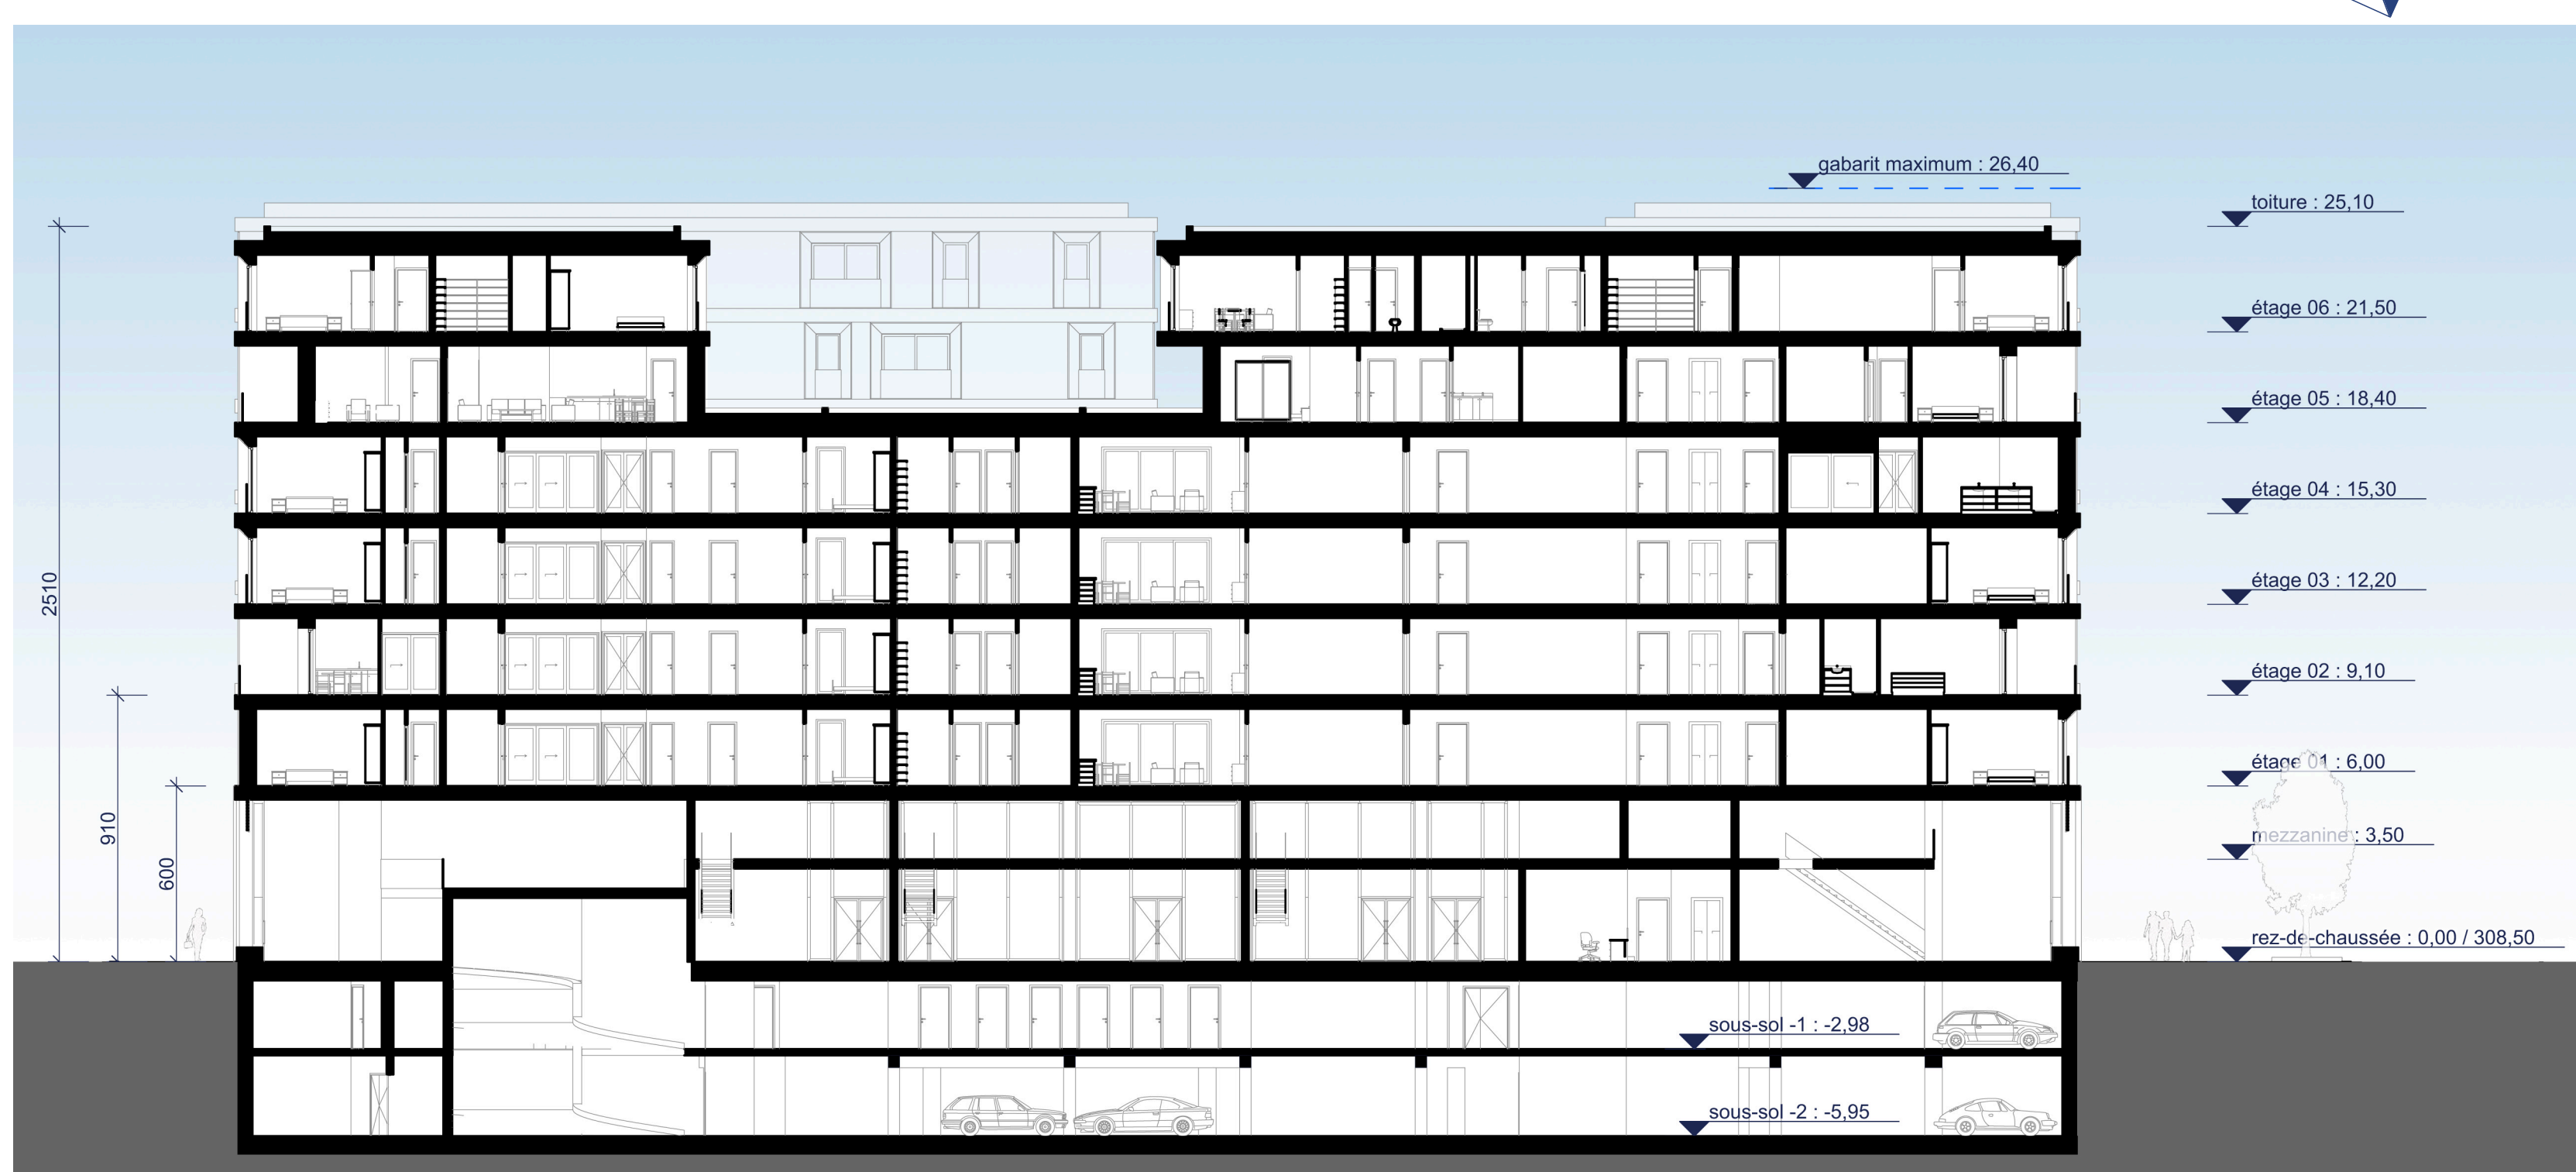 gabarit maximum : 26,40
toiture : 25,10
étage 06 : 21,50
étage 05 : 18,40
étage 04 : 15,30
étage 03 : 12,20
étage 02 : 9,10
étage 01 : 6,00
mezzanine : 3,50
rez-de-chaussée : 0,00 / 308,50
sous-sol -1 : -2,98
sous-sol -2 : -5,95
2510
910
600